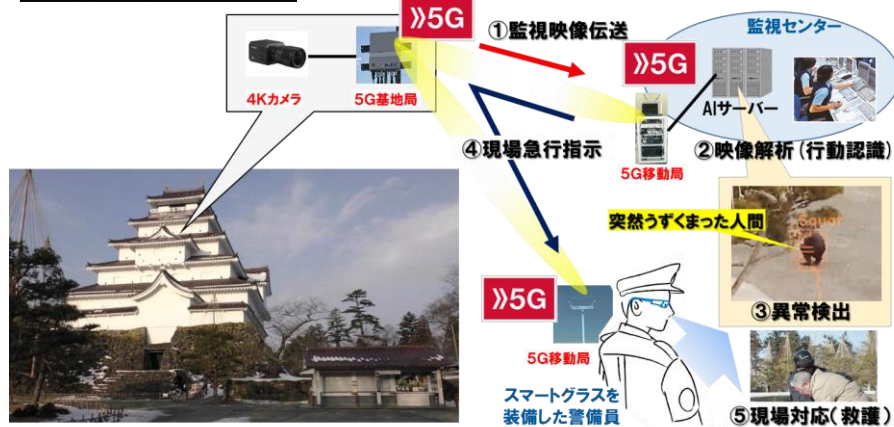 》5G
①監視映像伝送
監視センター
》5G
4Kカメラ
5G基地局
AIサーバー
④現場急行指示
5G移動局
②映像解析(行動認識)
突然うずくまった人間
Squat
③異常検出
》5G
5G移動局
スマートグラスを
装備した警備員
⑤現場対応(救護)